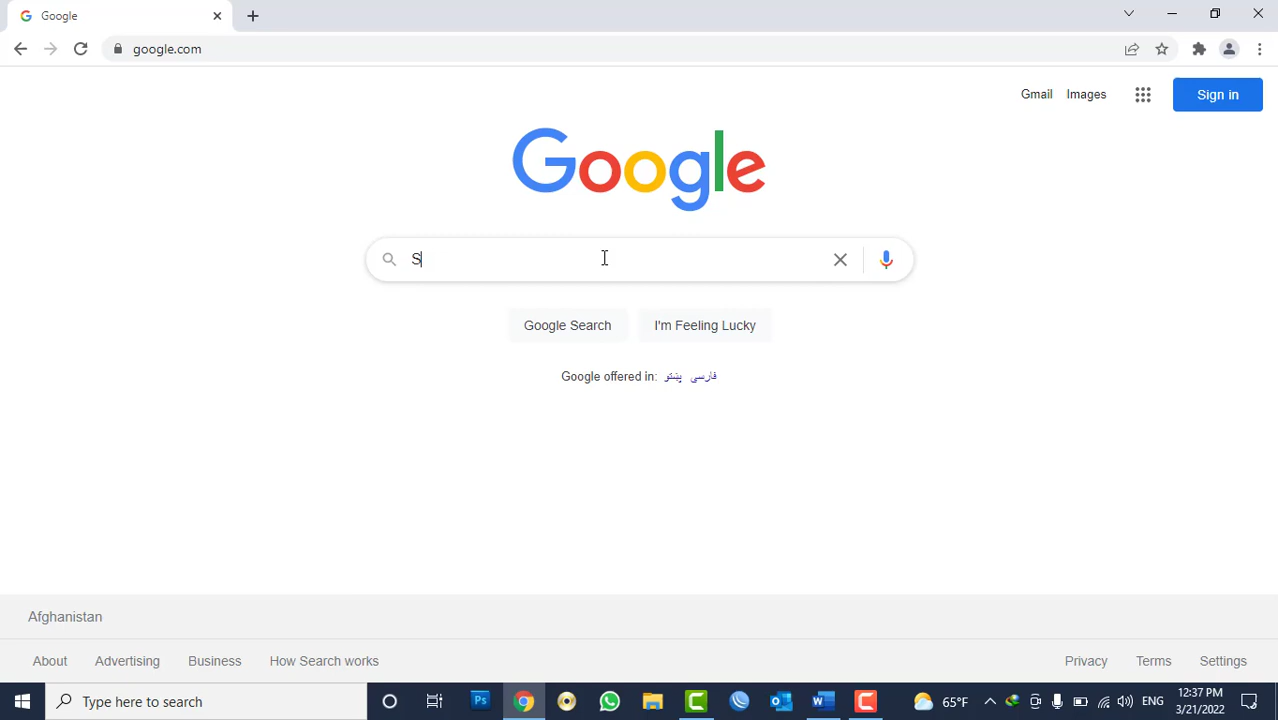 Google
google.com
Gmail Images Sign in
Google
S
Google Search I'm Feeling Lucky
Google offered in: پښتو فارسی
Afghanistan
About Advertising Business How Search works Privacy Terms Settings
Type here to search Ps 65°F ENG 12:37 PM
3/21/2022